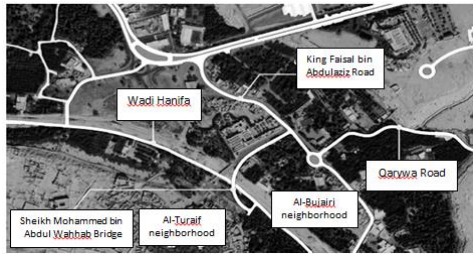 King Faisal bin
Abdulaziz Road
Wadi Hanifa
Qarywa Road
Al-Bujairi
neighborhood
Sheikh Mohammed bin
Abdul Wahhab Bridge
Al-Turaif
neighborhood